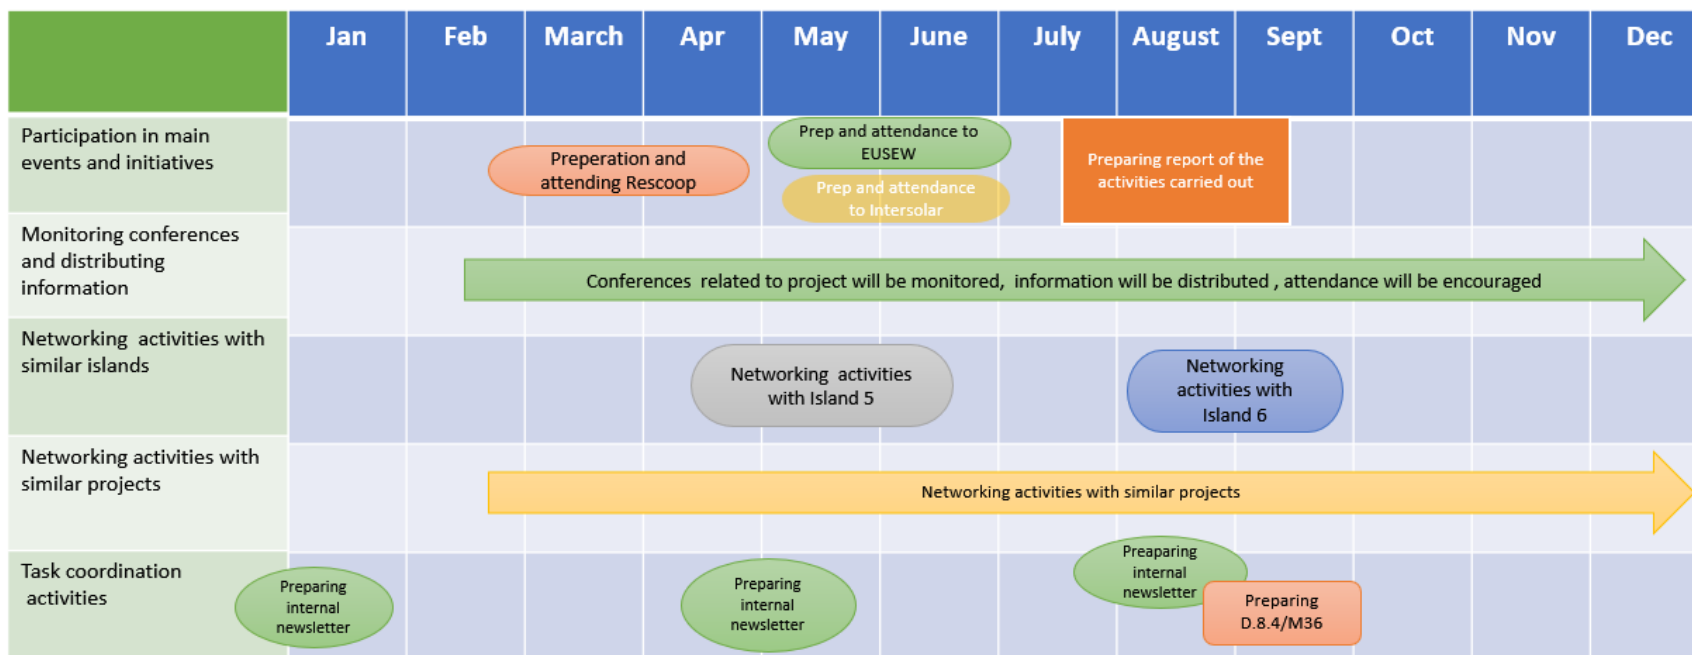 Jan Feb March Apr May June July August Sept Oct Nov Dec
Participation in main
events and initiatives
Preperation and
attending Rescoop
Prep and attendance to
EUSEW
Prep and attendance
to Intersolar
Preparing report of the
activities carried out
Monitoring conferences
and distributing
information
Conferences related to project will be monitored, information will be distributed , attendance will be encouraged
Networking activities with
similar islands
Networking activities
with Island 5
Networking
activities with
Island 6
Networking activities with
similar projects
Networking activities with similar projects
Task coordination
activities
Preparing
internal
newsletter
Preparing
internal
newsletter
Preaparing
internal
newsletter
Preparing
D.8.4/M36